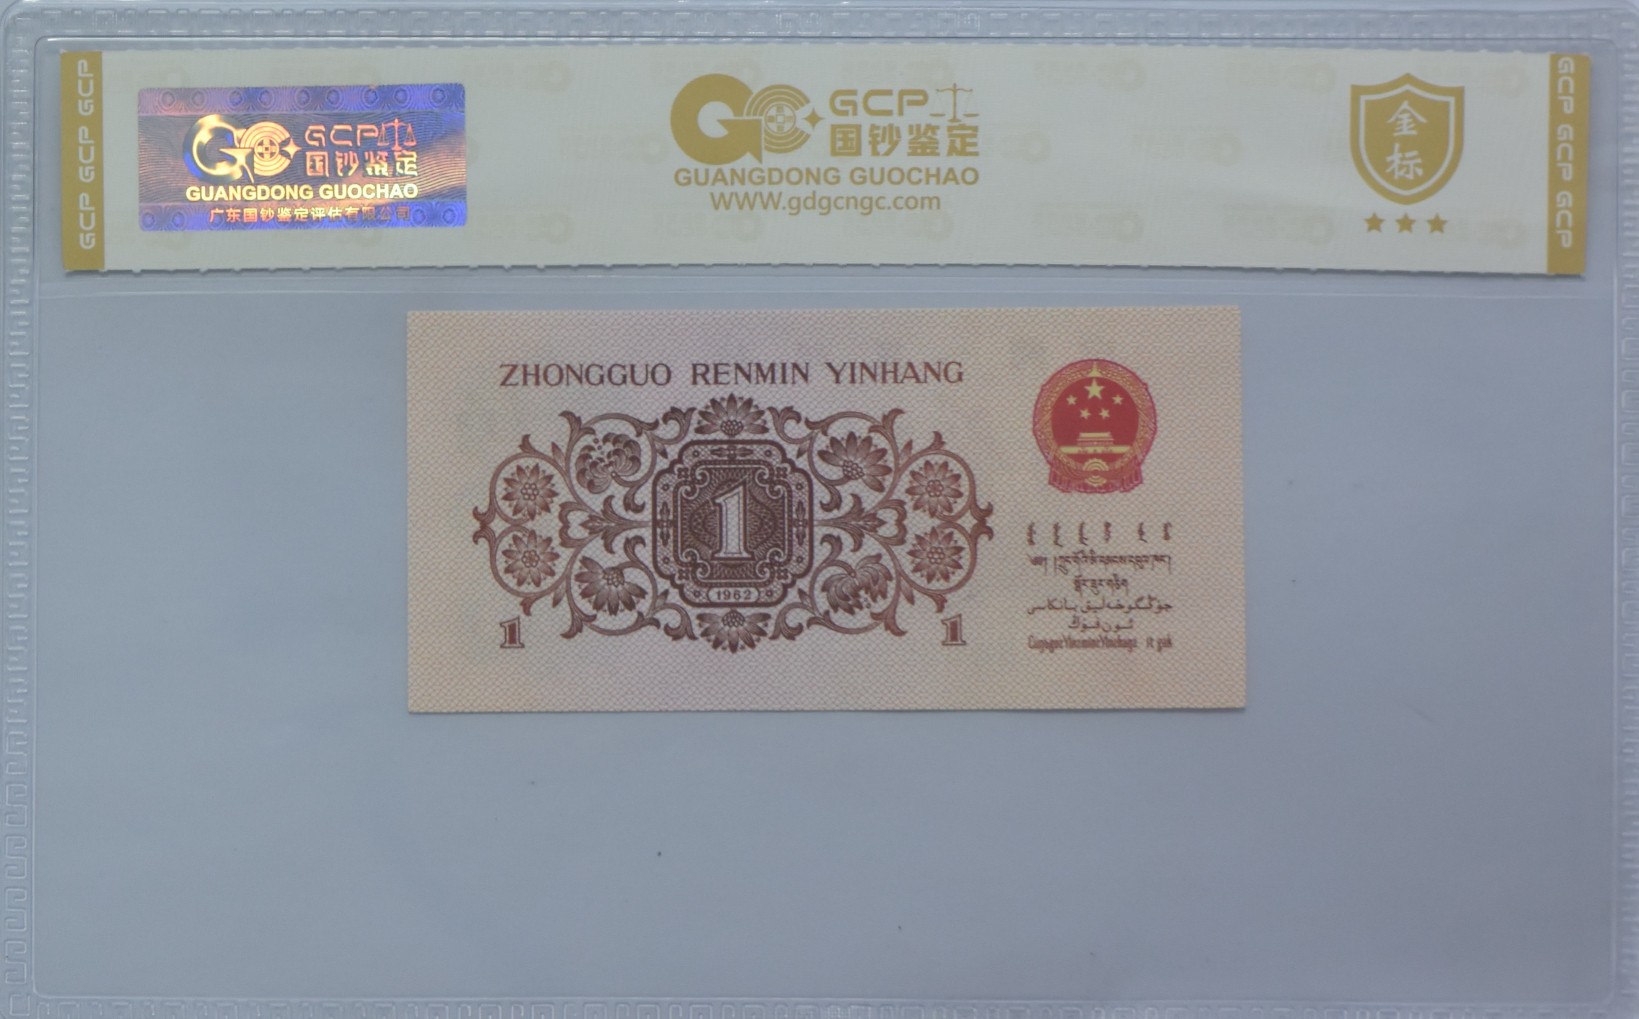 GCP GCP GCP
GCP
国钞鉴定
GUANGDONG GUOCHAO
广东国钞鉴定评估有限公司
GCP
国钞鉴定
GUANGDONG GUOCHAO
WWW.gdgcngc.com
金标
GCP GCP GCP
ZHONGGUO RENMIN YINHANG
1
1962
1
1